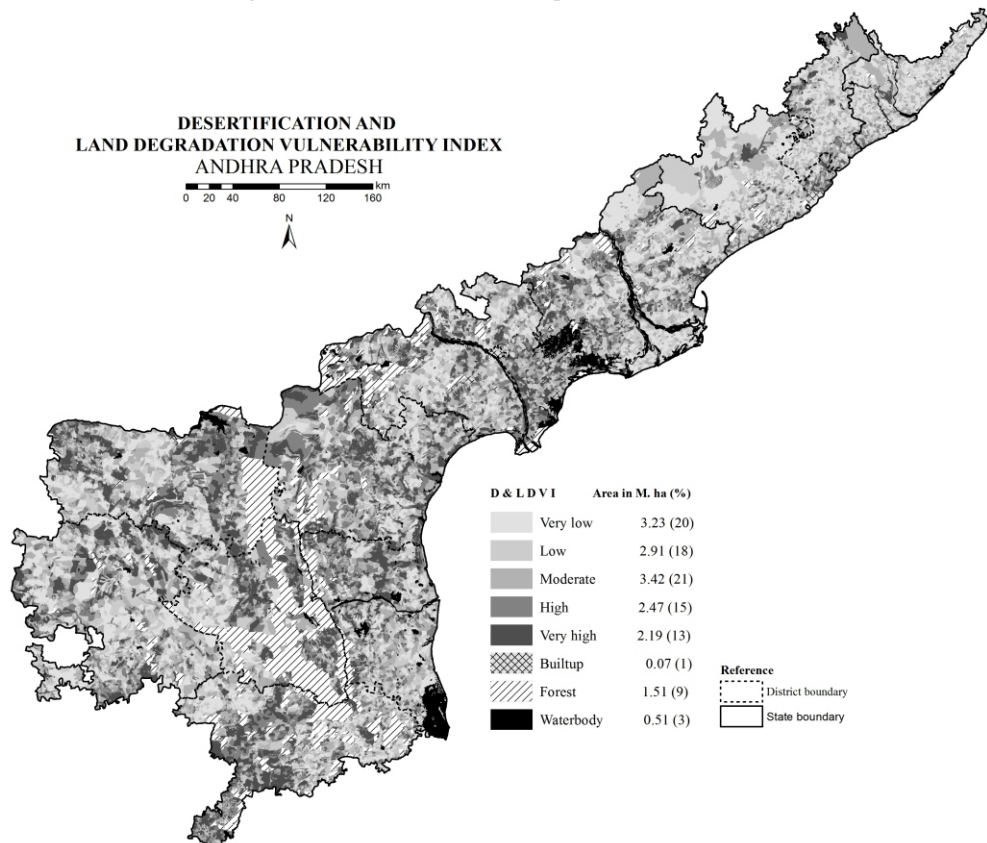 DESERTIFICATION AND
LAND DEGRADATION VULNERABILITY INDEX
ANDHRA PRADESH
0 20 40 80 120 160 km
N
D & L D V I Area in M. ha (%)
Very low 3.23 (20)
Low 2.91 (18)
Moderate 3.42 (21)
High 2.47 (15)
Very high 2.19 (13)
Builtup 0.07 (1)
Forest 1.51 (9)
Waterbody 0.51 (3)
Reference
District boundary
State boundary